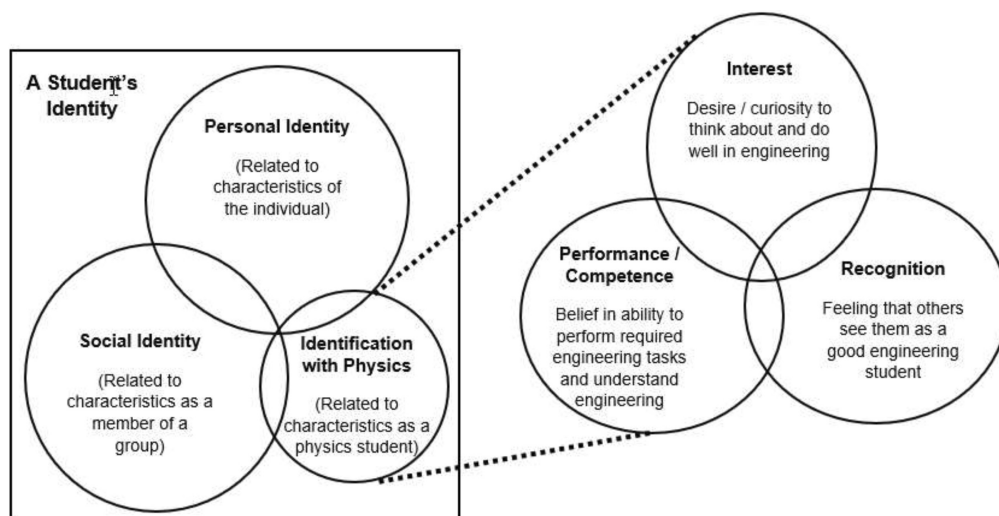 A Student's
Identity
Personal Identity
(Related to
characteristics of
the individual)
Social Identity
(Related to
characteristics as a
member of a
group)
Identification
with Physics
(Related to
characteristics as a
physics student)
Interest
Desire / curiosity to
think about and do
well in engineering
Performance /
Competence
Belief in ability to
perform required
engineering tasks
and understand
engineering
Recognition
Feeling that others
see them as a
good engineering
student